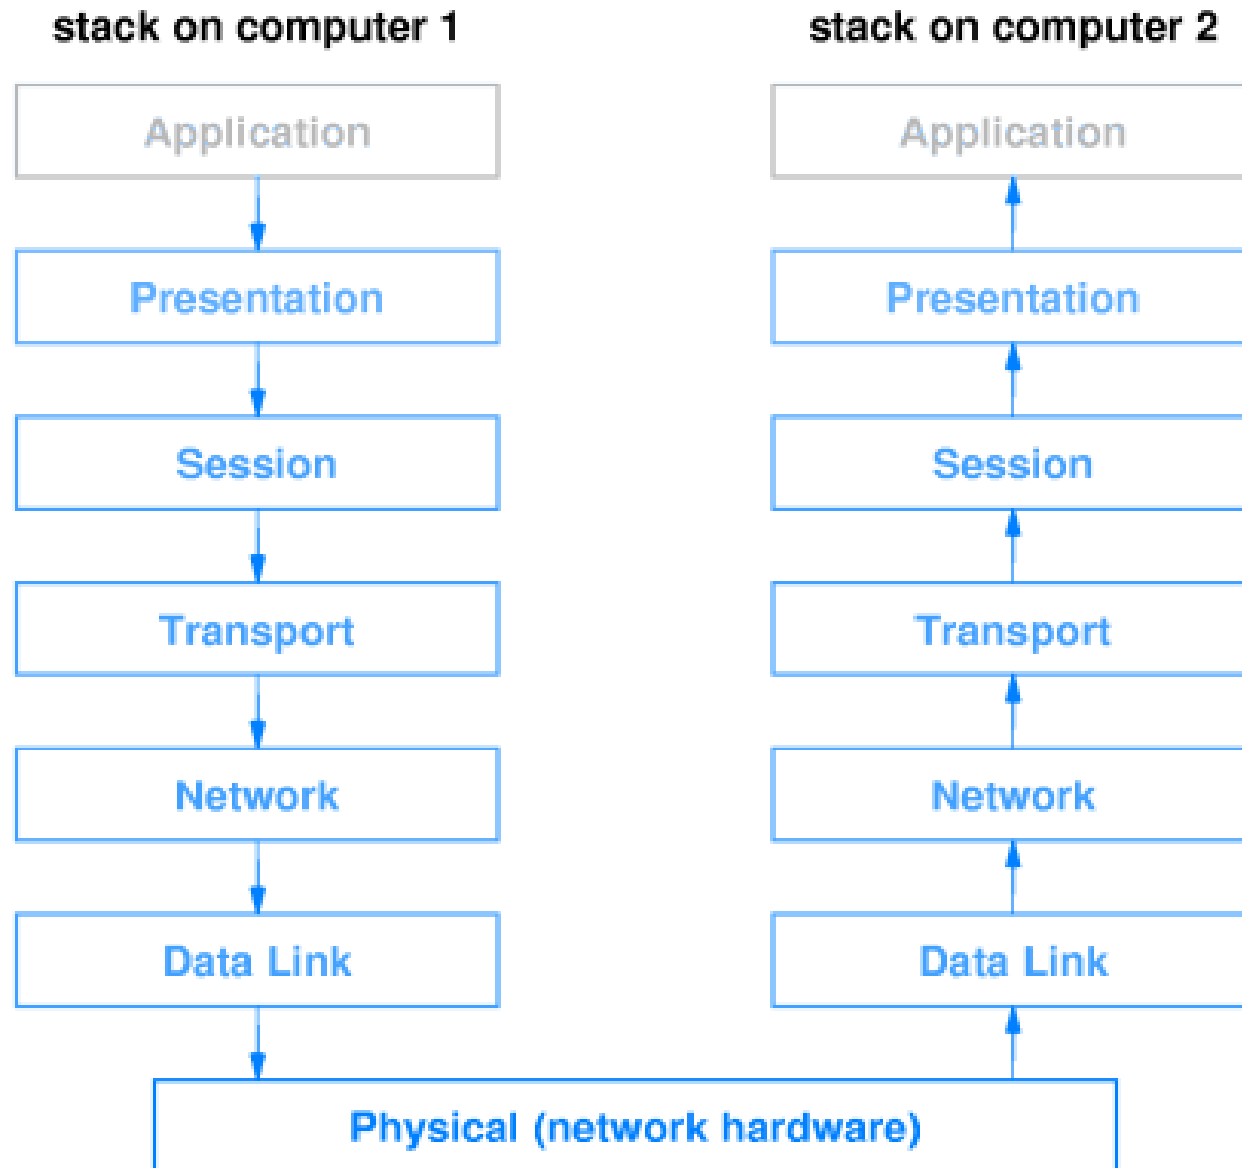 stack on computer 1
stack on computer 2
Application
Application
Presentation
Presentation
Session
Session
Transport
Transport
Network
Network
Data Link
Data Link
Physical (network hardware)